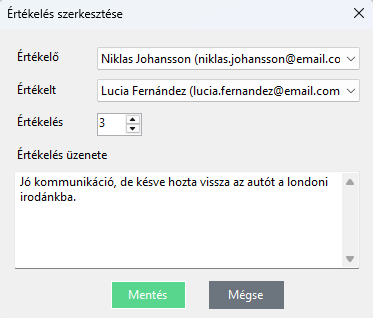 Értékelés szerkesztése
Értékelő
Niklas Johansson (niklas.johansson@email.co
Értékelt
Lucia Fernández (lucia.fernandez@email.com
Értékelés
3
Értékelés üzenete
Jó kommunikáció, de késve hozta vissza az autót a londoni
irodánkba.
Mentés
Mégse